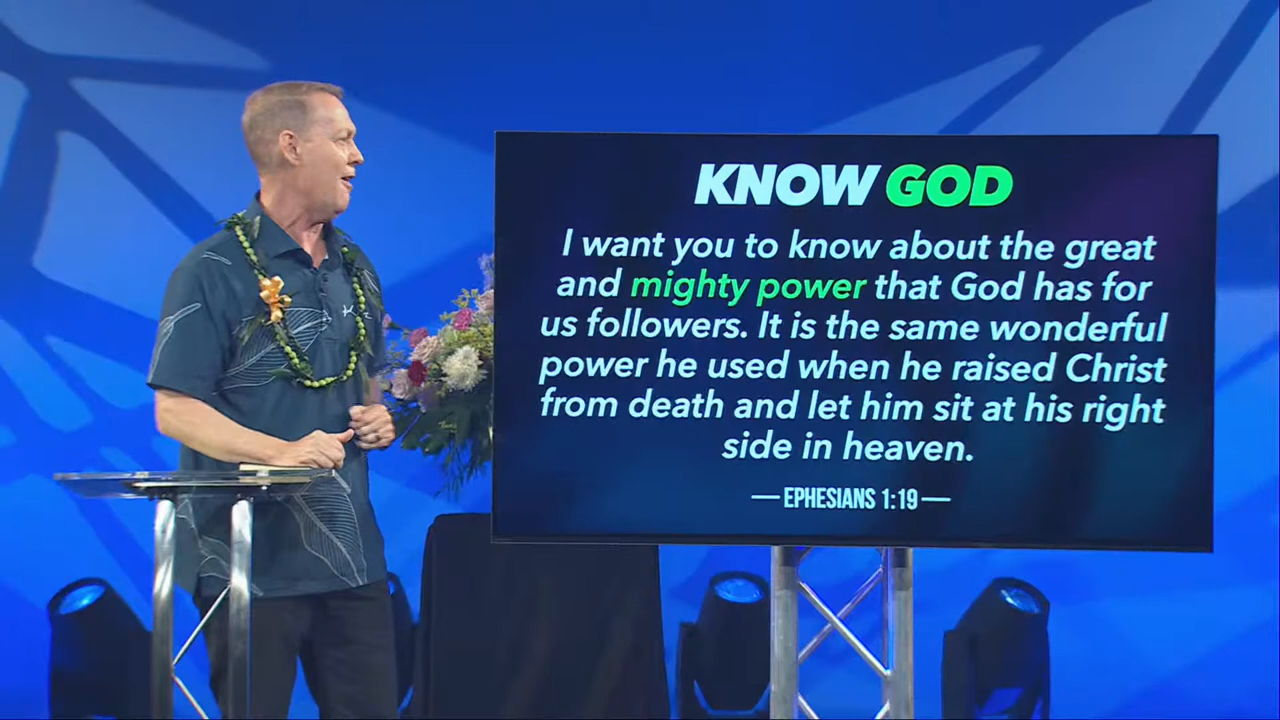 KNOW GOD
I want you to know about the great
and mighty power that God has for
us followers. It is the same wonderful
power he used when he raised Christ
from death and let him sit at his right
side in heaven.
— EPHESIANS 1:19 —